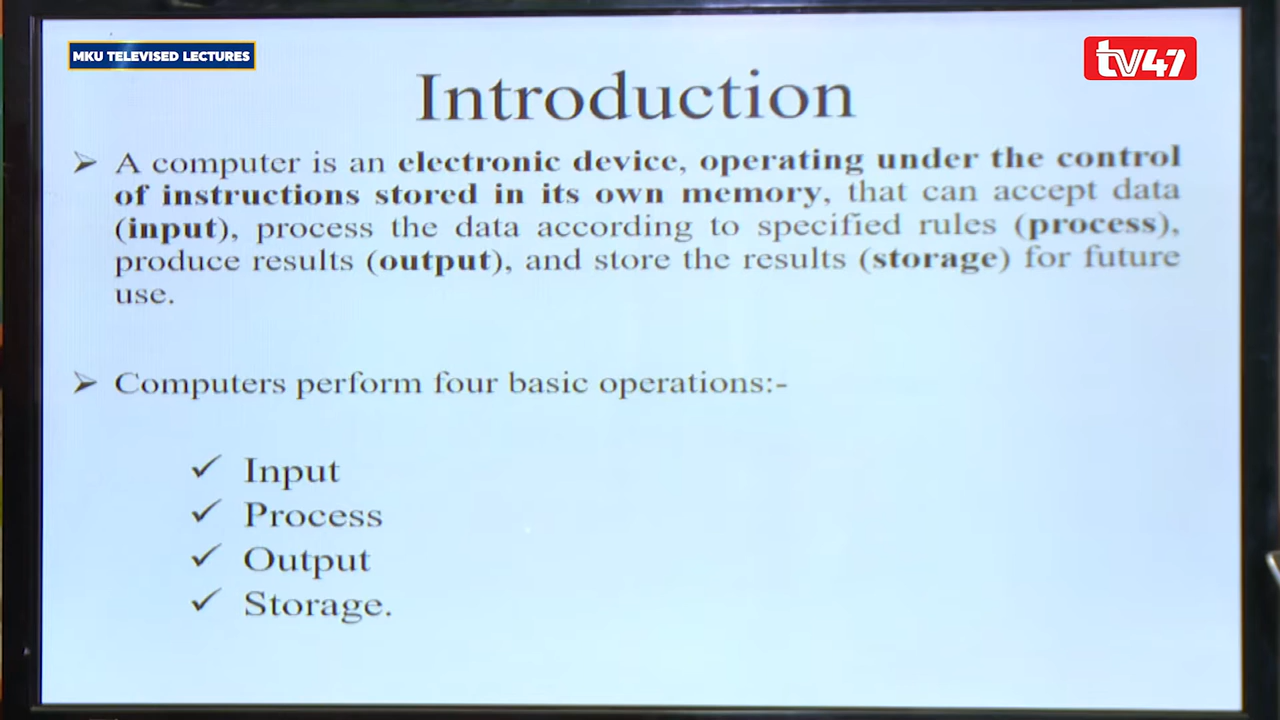 MKU TELEVISED LECTURES
tv47
Introduction
➢ A computer is an electronic device, operating under the control
of instructions stored in its own memory, that can accept data
(input), process the data according to specified rules (process),
produce results (output), and store the results (storage) for future
use.
➢ Computers perform four basic operations:-
✓ Input
✓ Process
✓ Output
✓ Storage.